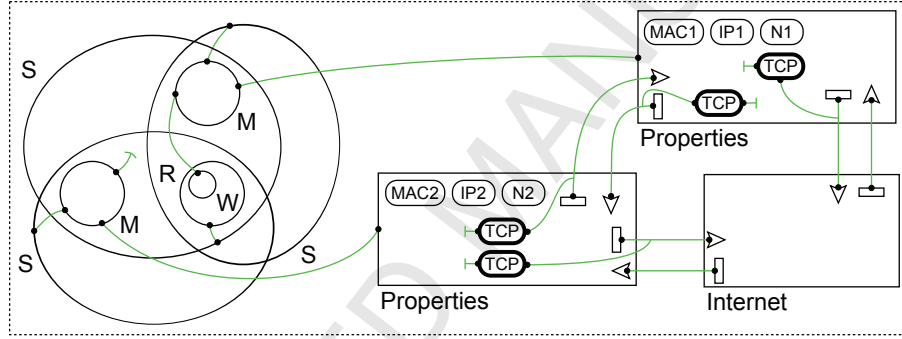 MAC1 IP1 N1
TCP
TCP
Properties
S
M
R
W
M
S
S
MAC2 IP2 N2
TCP
TCP
Properties
Internet